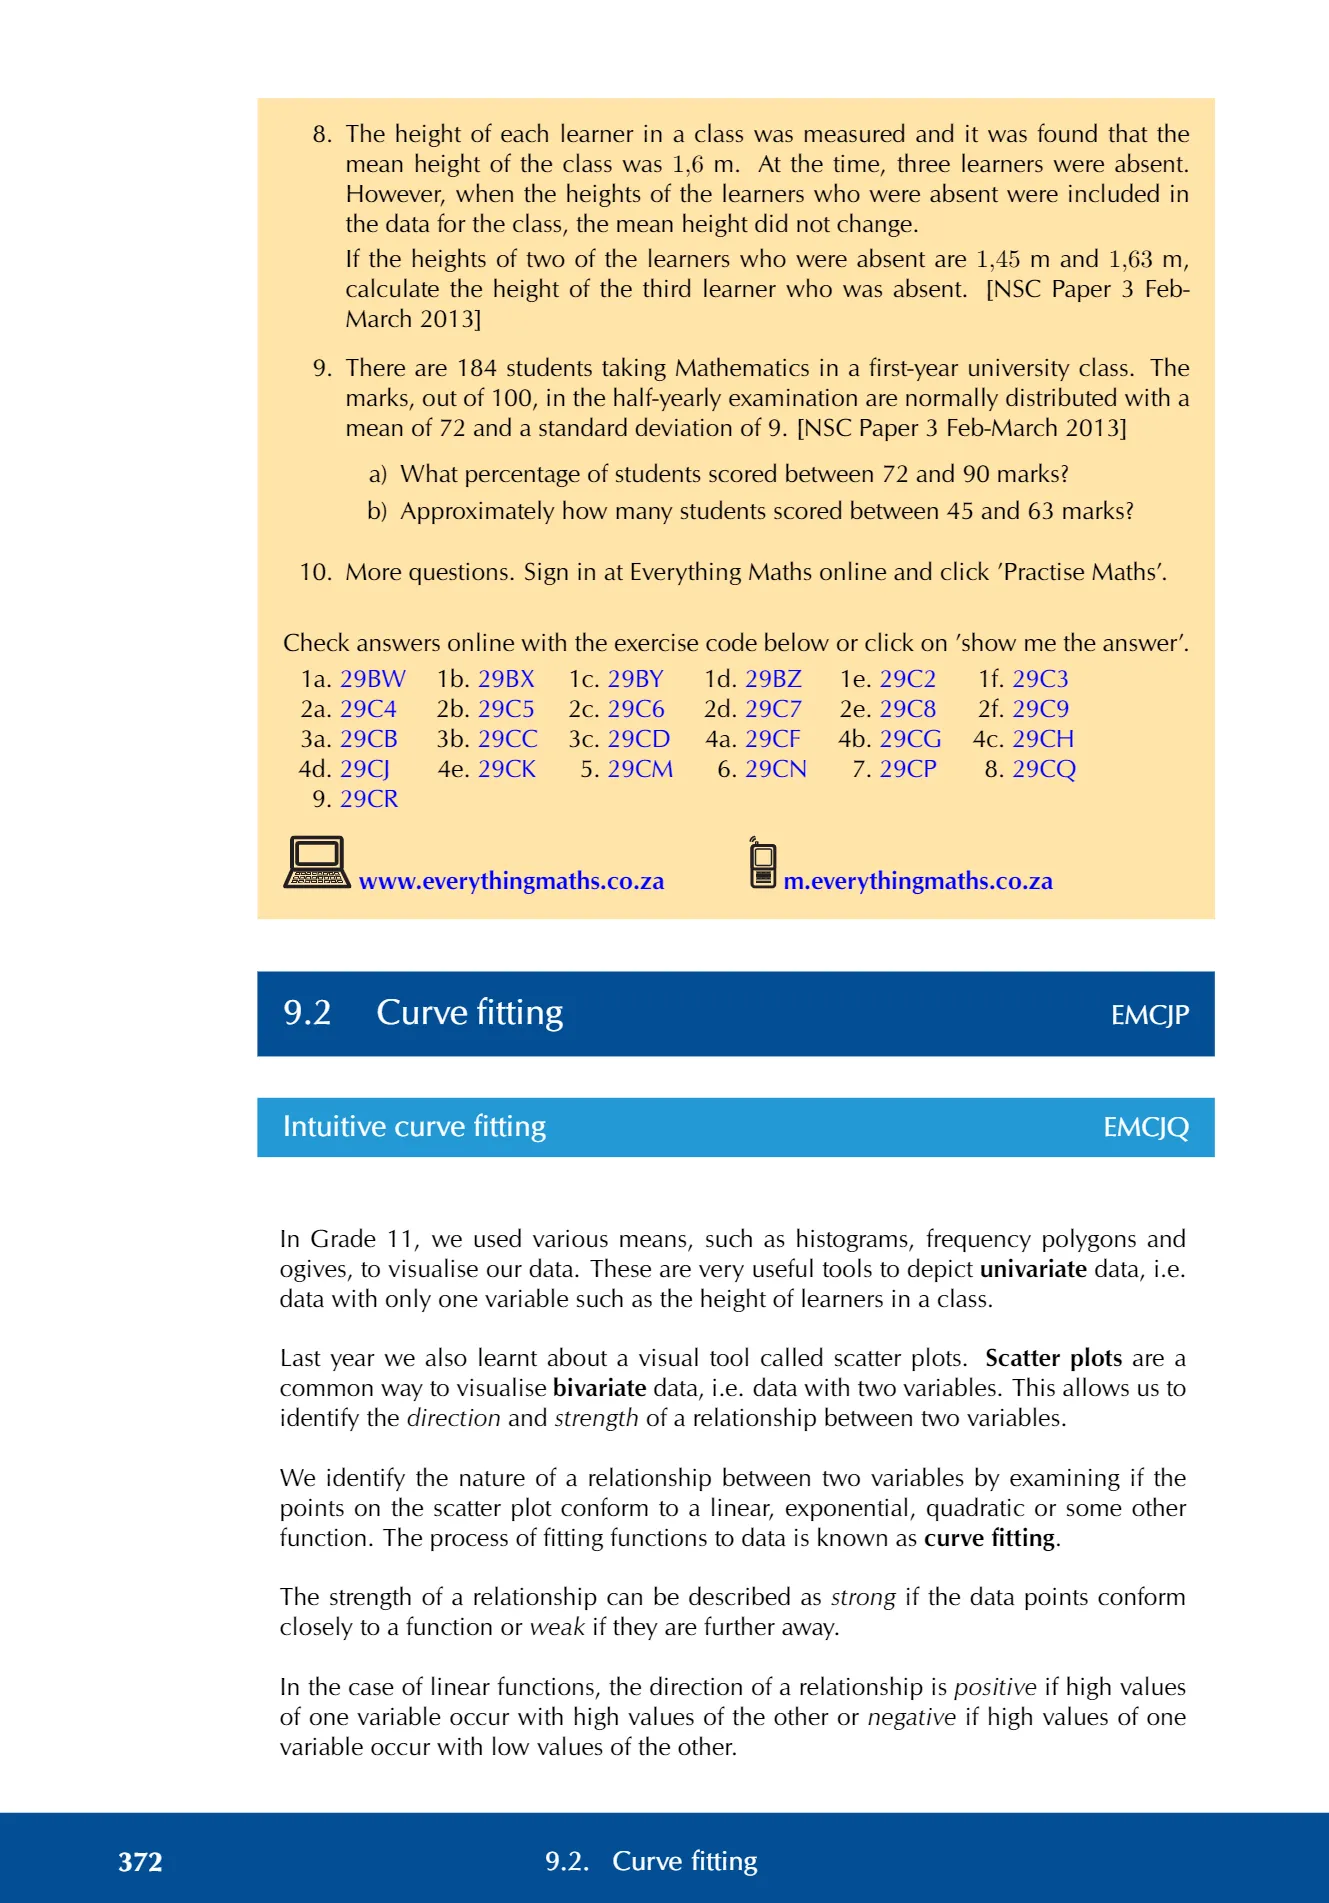 8. The height of each learner in a class was measured and it was found that the
mean height of the class was 1,6 m. At the time, three learners were absent.
However, when the heights of the learners who were absent were included in
the data for the class, the mean height did not change.
If the heights of two of the learners who were absent are 1,45 m and 1,63 m,
calculate the height of the third learner who was absent. [NSC Paper 3 Feb-
March 2013]
9. There are 184 students taking Mathematics in a first-year university class. The
marks, out of 100, in the half-yearly examination are normally distributed with a
mean of 72 and a standard deviation of 9. [NSC Paper 3 Feb-March 2013]
a) What percentage of students scored between 72 and 90 marks?
b) Approximately how many students scored between 45 and 63 marks?
10. More questions. Sign in at Everything Maths online and click 'Practise Maths'.
Check answers online with the exercise code below or click on 'show me the answer'.
1a. 29BW 1b. 29BX 1c. 29BY 1d. 29BZ 1e. 29C2 1f. 29C3
2a. 29C4 2b. 29C5 2c. 29C6 2d. 29C7 2e. 29C8 2f. 29C9
3a. 29CB 3b. 29CC 3c. 29CD 4a. 29CF 4b. 29CG 4c. 29CH
4d. 29CJ 4e. 29CK 5. 29CM 6. 29CN 7. 29CP 8. 29CQ
9. 29CR
www.everythingmaths.co.za m.everythingmaths.co.za
9.2 Curve fitting EMCJP
Intuitive curve fitting EMCJQ
In Grade 11, we used various means, such as histograms, frequency polygons and
ogives, to visualise our data. These are very useful tools to depict univariate data, i.e.
data with only one variable such as the height of learners in a class.
Last year we also learnt about a visual tool called scatter plots. Scatter plots are a
common way to visualise bivariate data, i.e. data with two variables. This allows us to
identify the direction and strength of a relationship between two variables.
We identify the nature of a relationship between two variables by examining if the
points on the scatter plot conform to a linear, exponential, quadratic or some other
function. The process of fitting functions to data is known as curve fitting.
The strength of a relationship can be described as strong if the data points conform
closely to a function or weak if they are further away.
In the case of linear functions, the direction of a relationship is positive if high values
of one variable occur with high values of the other or negative if high values of one
variable occur with low values of the other.
372 9.2. Curve fitting